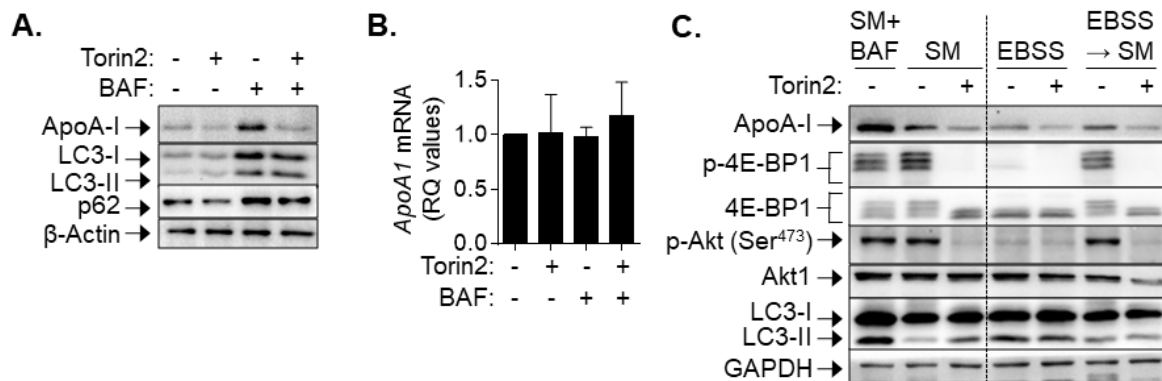 A.
Torin2: - + - +
BAF: - - + +
ApoA-I
LC3-I
LC3-II
p62
β-Actin
B.
ApoA1 mRNA
(RQ values)
1.5
1.0
0.5
0.0
Torin2: - + - +
BAF: - - + +
C.
SM+
BAF
SM
EBSS
EBSS
→ SM
Torin2: - - + - + - +
ApoA-I
p-4E-BP1
4E-BP1
p-Akt (Ser⁴⁷³)
Akt1
LC3-I
LC3-II
GAPDH